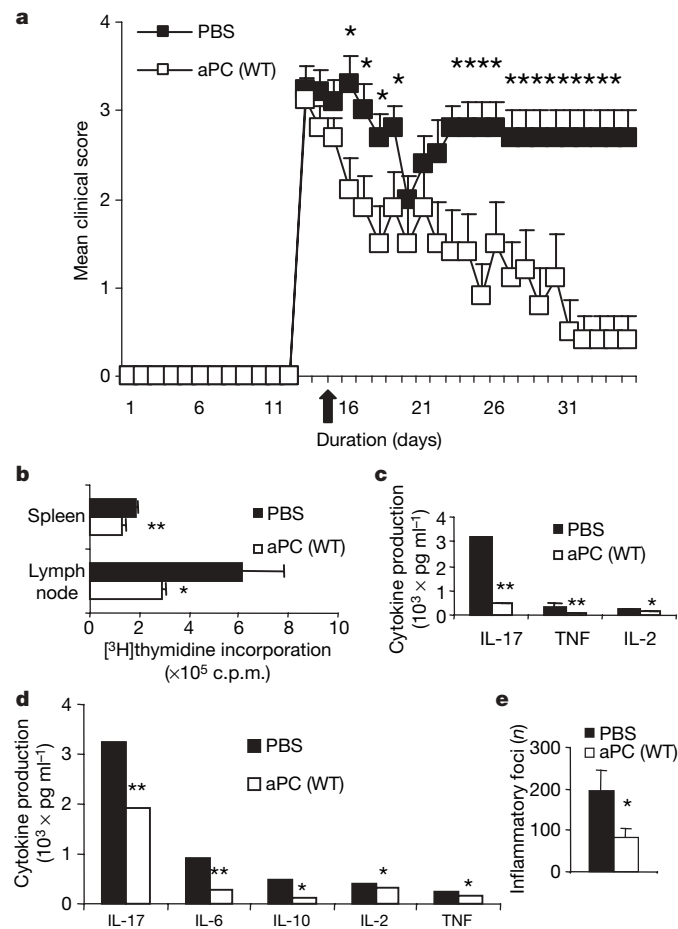 a
PBS
aPC (WT)
* * * * **** **********
Mean clinical score
4
3
2
1
0
1 6 11 16 21 26 31
Duration (days)
b
Spleen
**
Lymph
node
*
PBS
aPC (WT)
0 2 4 6 8 10
[³H]thymidine incorporation
(×10⁵ c.p.m.)
c
Cytokine production
(10³ × pg ml⁻¹)
4
3
2
1
0
PBS
aPC (WT)
** ** *
IL-17 TNF IL-2
d
Cytokine production
(10³ × pg ml⁻¹)
4
3
2
1
0
PBS
aPC (WT)
** ** * * *
IL-17 IL-6 IL-10 IL-2 TNF
e
PBS
aPC (WT)
Inflammatory foci (n)
300
200
100
0
*